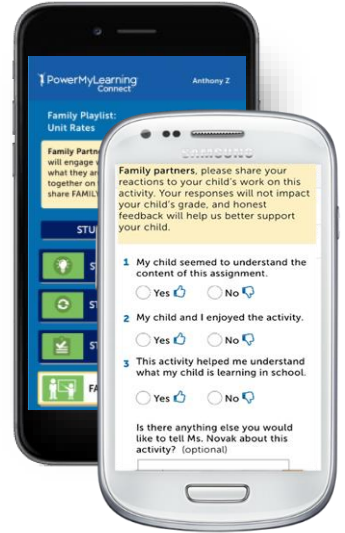 PowerMyLearning
Connect
Anthony Z
Family Playlist:
Unit Rates
Family Partn
will engage
what they ar
together on
share FAMILY
STU
S
S
S
FA
SAMSUNG
Family partners, please share your
reactions to your child's work on this
activity. Your responses will not impact
your child's grade, and honest
feedback will help us better support
your child.
1 My child seemed to understand the
content of this assignment.
Yes No
2 My child and I enjoyed the activity.
Yes No
3 This activity helped me understand
what my child is learning in school.
Yes No
Is there anything else you would
like to tell Ms. Novak about this
activity? (optional)